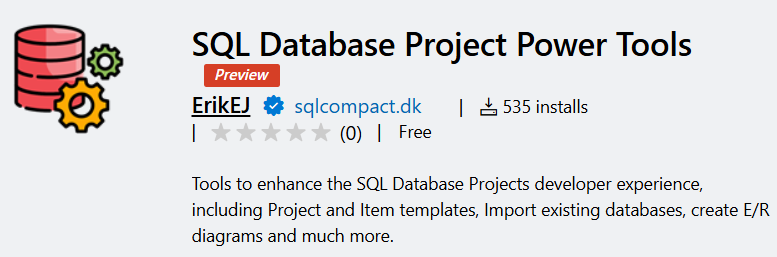 SQL Database Project Power Tools
Preview
ErikEJ sqlcompact.dk | 535 installs
| (0) | Free
Tools to enhance the SQL Database Projects developer experience,
including Project and Item templates, Import existing databases, create E/R
diagrams and much more.